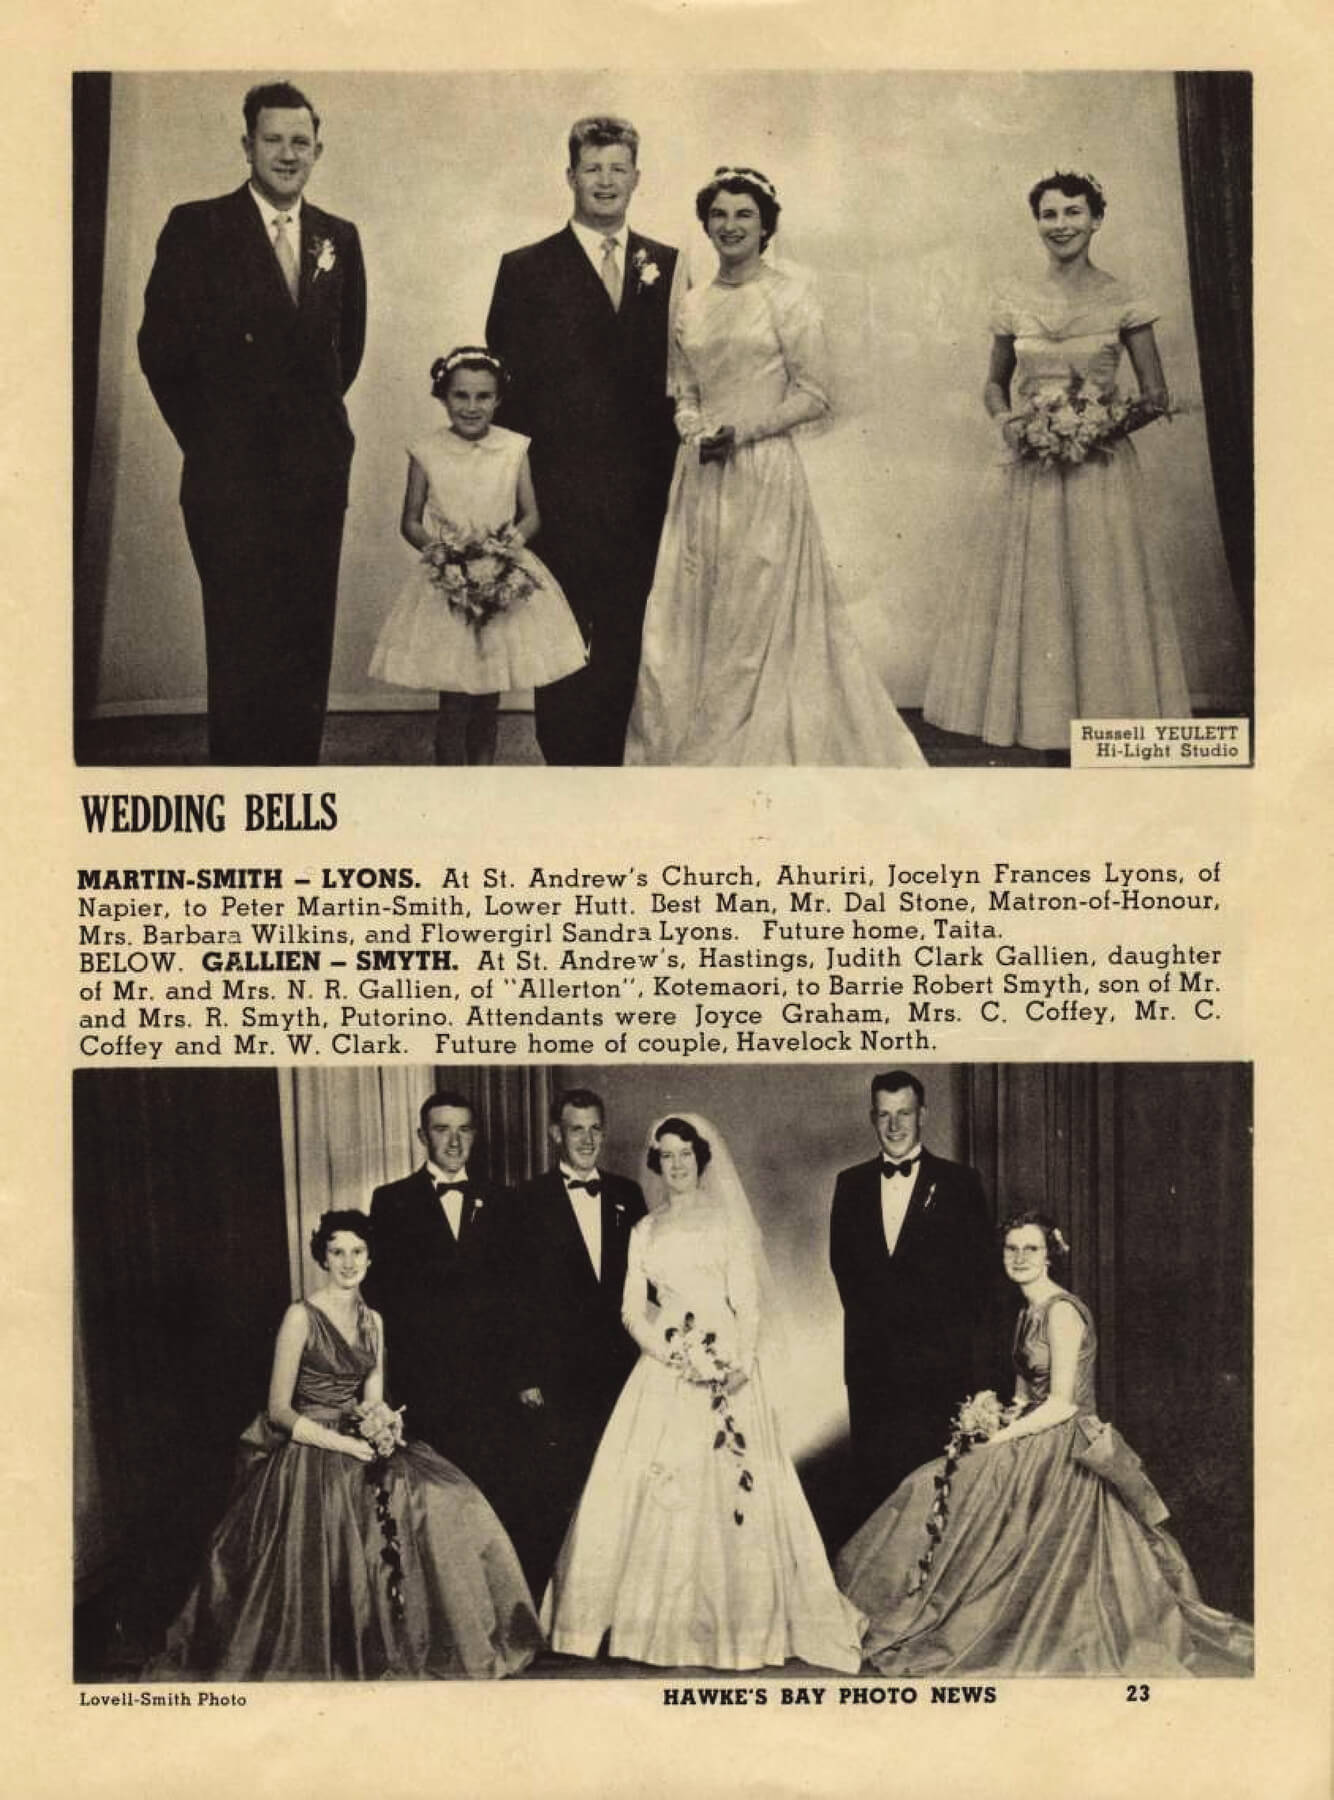 Russell YEULETT
Hi-Light Studio
WEDDING BELLS
MARTIN-SMITH – LYONS. At St. Andrew's Church, Ahuriri, Jocelyn Frances Lyons, of
Napier, to Peter Martin-Smith, Lower Hutt. Best Man, Mr. Dal Stone, Matron-of-Honour,
Mrs. Barbara Wilkins, and Flowergirl Sandra Lyons. Future home, Taita.
BELOW. GALLIEN – SMYTH. At St. Andrew's, Hastings, Judith Clark Gallien, daughter
of Mr. and Mrs. N. R. Gallien, of "Allerton", Kotemaori, to Barrie Robert Smyth, son of Mr.
and Mrs. R. Smyth, Putorino. Attendants were Joyce Graham, Mrs. C. Coffey, Mr. C.
Coffey and Mr. W. Clark. Future home of couple, Havelock North.
Lovell-Smith Photo HAWKE'S BAY PHOTO NEWS 23